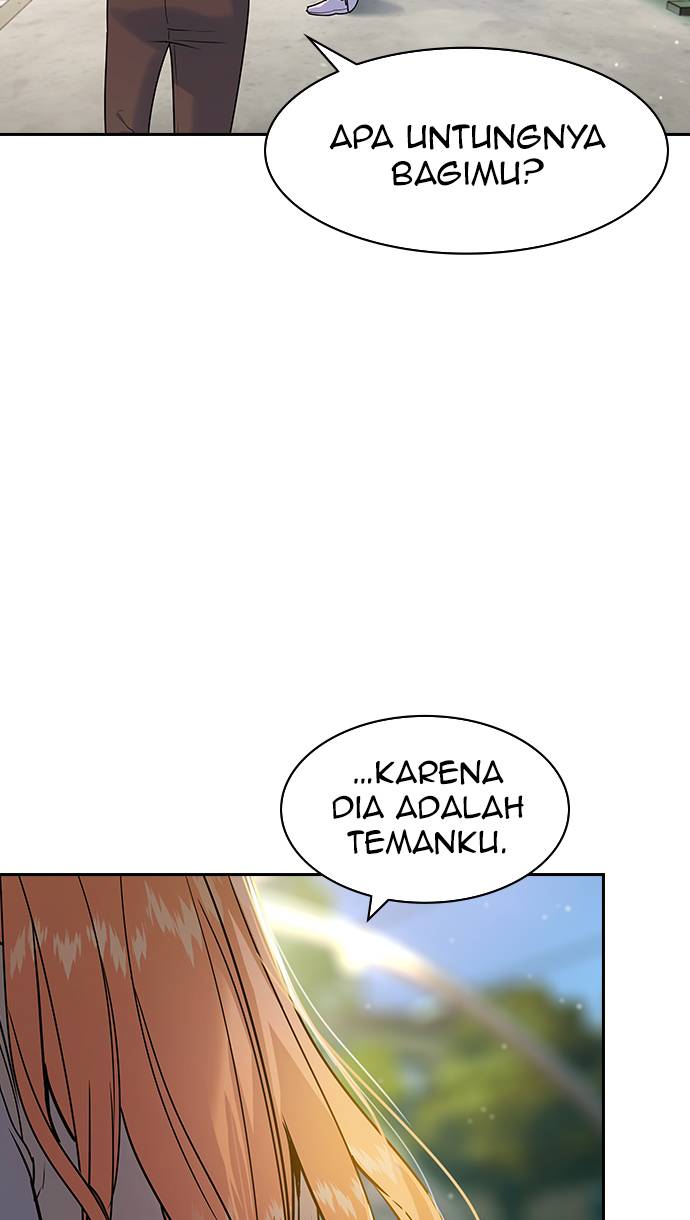 APA UNTUNGNYA
BAGIMU?
...KARENA
DIA ADALAH
TEMANKU.